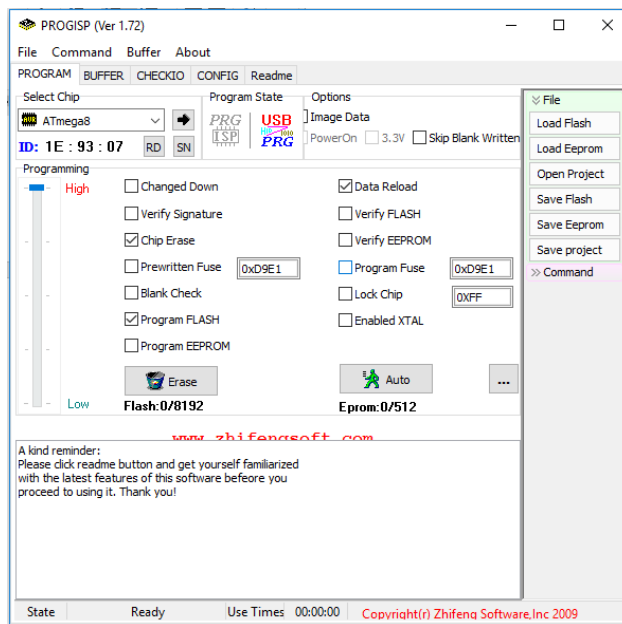 PROGISP (Ver 1.72)
File Command Buffer About
PROGRAM BUFFER CHECKIO CONFIG Readme
Select Chip
ATmega8
ID: 1E : 93 : 07 RD SN
Program State
PRG ISP
USB PRG
Options
Image Data
PowerOn 3.3V Skip Blank Written
Programming
High
Low
Changed Down
Verify Signature
Chip Erase
Prewritten Fuse 0xD9E1
Blank Check
Program FLASH
Program EEPROM
Data Reload
Verify FLASH
Verify EEPROM
Program Fuse 0xD9E1
Lock Chip 0XFF
Enabled XTAL
Erase
Auto
...
Flash:0/8192
Eprom:0/512
www.zhifengsoft.com
A kind reminder:
Please click readme button and get yourself familiarized
with the latest features of this software befeore you
proceed to using it. Thank you!
File
Load Flash
Load Eeprom
Open Project
Save Flash
Save Eeprom
Save project
Command
State Ready Use Times 00:00:00 Copyright(r) Zhifeng Software,Inc 2009